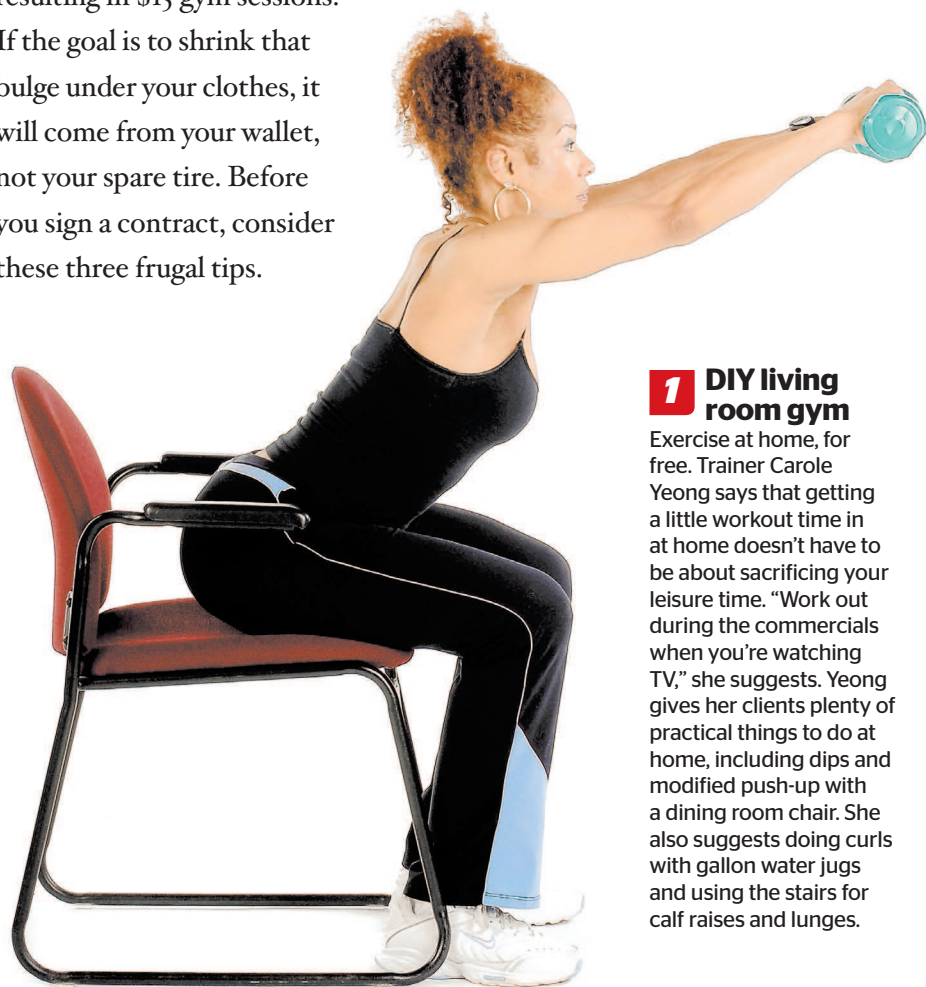 resulting in $15 gym sessions.
If the goal is to shrink that
bulge under your clothes, it
will come from your wallet,
not your spare tire. Before
you sign a contract, consider
these three frugal tips.
1 DIY living
room gym
Exercise at home, for
free. Trainer Carole
Yeong says that getting
a little workout time in
at home doesn’t have to
be about sacrificing your
leisure time. “Work out
during the commercials
when you’re watching
TV,” she suggests. Yeong
gives her clients plenty of
practical things to do at
home, including dips and
modified push-up with
a dining room chair. She
also suggests doing curls
with gallon water jugs
and using the stairs for
calf raises and lunges.